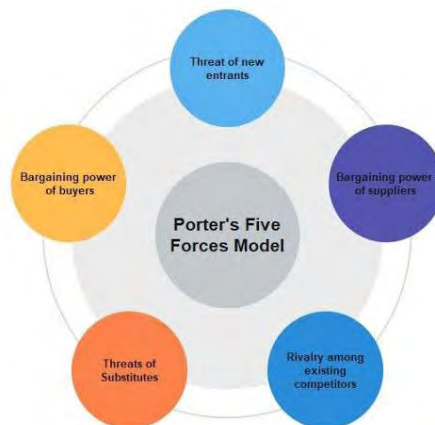 Threat of new
entrants
Bargaining power
of buyers
Bargaining power
of suppliers
Porter's Five
Forces Model
Threats of
Substitutes
Rivalry among
existing
competitors